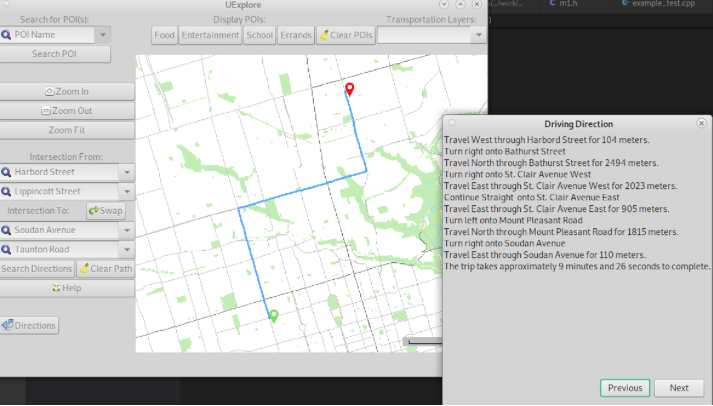 UExplore
Search for POI(s):
Display POIs:
Transportation Layers:
POI Name
Food
Entertainment
School
Errands
Clear POIs
Search POI
Zoom In
Zoom Out
Zoom Fit
Intersection From:
Harbord Street
Lippincott Street
Intersection To:
Swap
Soudan Avenue
Taunton Road
Search Directions
Clear Path
Help
Directions
m1.h
example_test.cpp
Driving Direction
Travel West through Harbord Street for 104 meters.
Turn right onto Bathurst Street
Travel North through Bathurst Street for 2494 meters.
Turn right onto St. Clair Avenue West
Travel East through St. Clair Avenue West for 2023 meters.
Continue Straight onto St. Clair Avenue East
Travel East through St. Clair Avenue East for 905 meters.
Turn left onto Mount Pleasant Road
Travel North through Mount Pleasant Road for 1815 meters.
Turn right onto Soudan Avenue
Travel East through Soudan Avenue for 110 meters.
The trip takes approximately 9 minutes and 26 seconds to complete.
Previous
Next